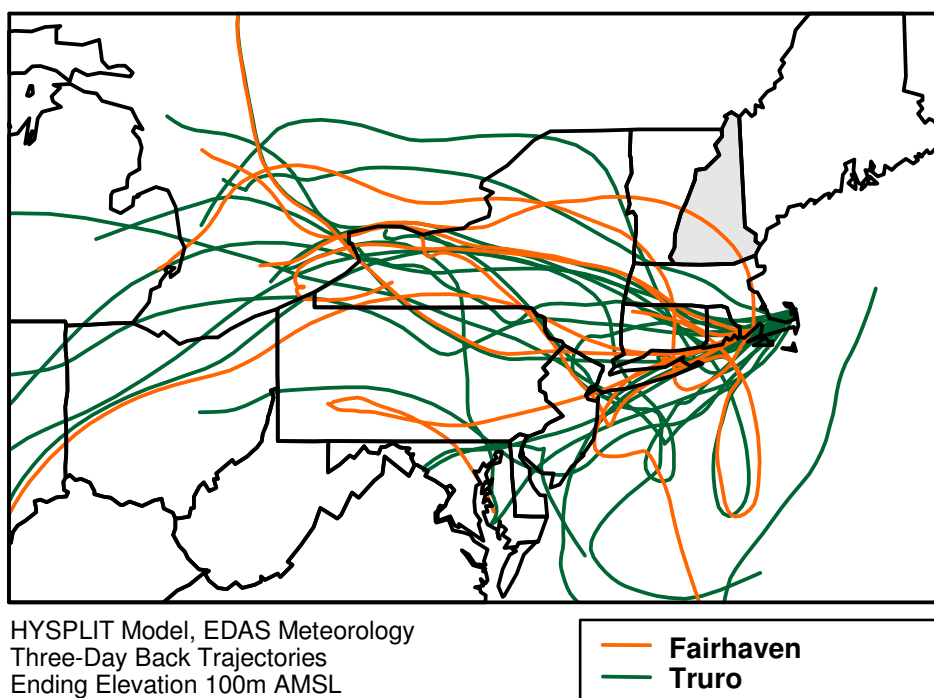 HYSPLIT Model, EDAS Meteorology
Three-Day Back Trajectories
Ending Elevation 100m AMSL
Fairhaven
Truro